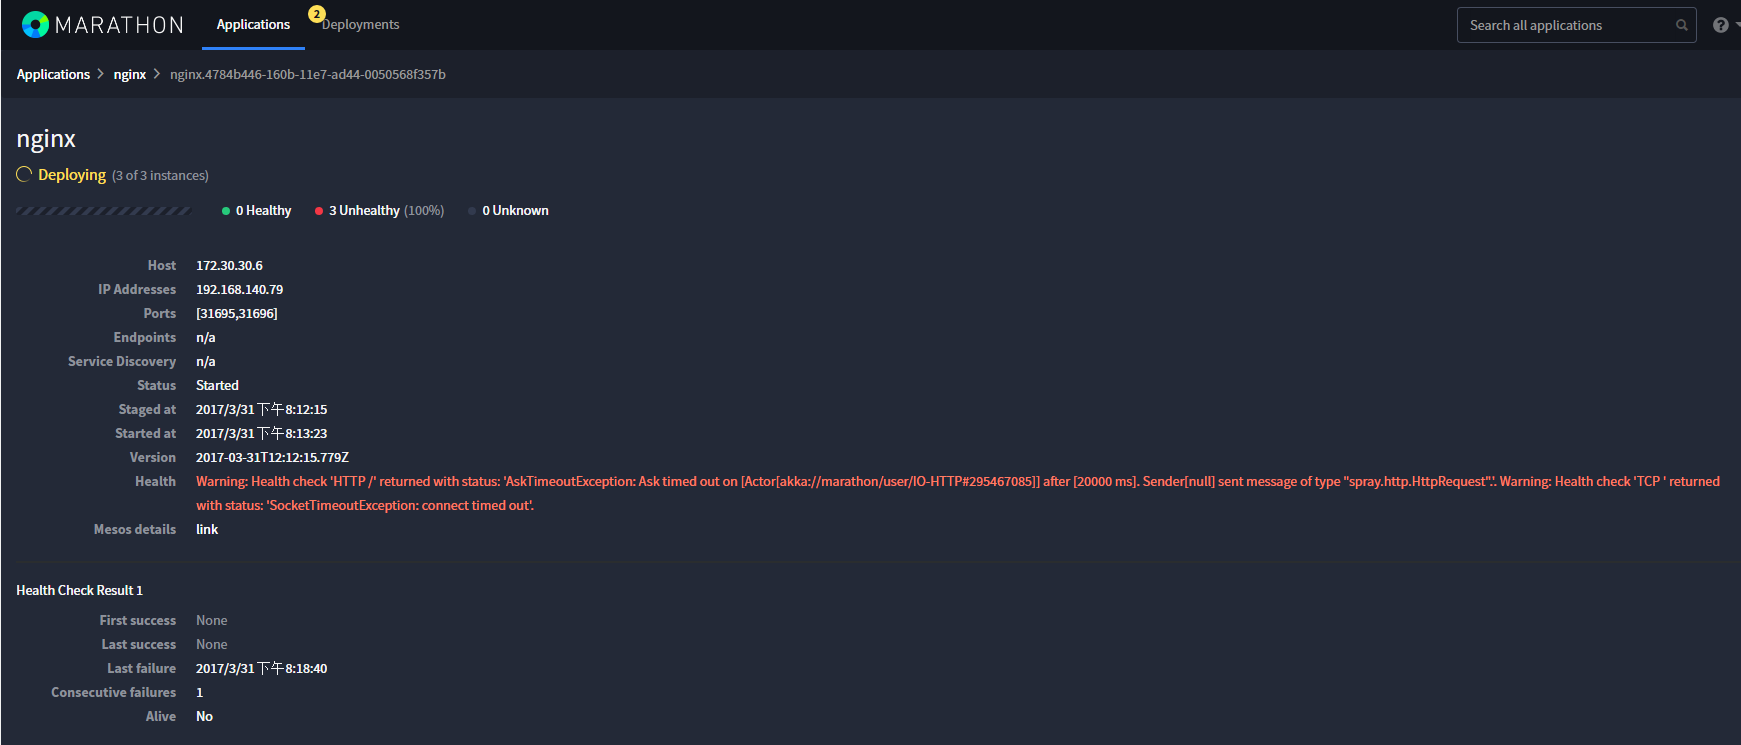 MARATHON Applications 2 Deployments Search all applications
Applications nginx nginx.4784b446-160b-11e7-ad44-0050568f357b
nginx
Deploying (3 of 3 instances)
0 Healthy 3 Unhealthy (100%) 0 Unknown
Host 172.30.30.6
IP Addresses 192.168.140.79
Ports [31695,31696]
Endpoints n/a
Service Discovery n/a
Status Started
Staged at 2017/3/31 下午8:12:15
Started at 2017/3/31 下午8:13:23
Version 2017-03-31T12:12:15.779Z
Health Warning: Health check 'HTTP /' returned with status: 'AskTimeoutException: Ask timed out on [Actor[akka://marathon/user/IO-HTTP#295467085]] after [20000 ms]. Sender[null] sent message of type "spray.http.HttpRequest".'. Warning: Health check 'TCP ' returned
with status: 'SocketTimeoutException: connect timed out'.
Mesos details link
Health Check Result 1
First success None
Last success None
Last failure 2017/3/31 下午8:18:40
Consecutive failures 1
Alive No